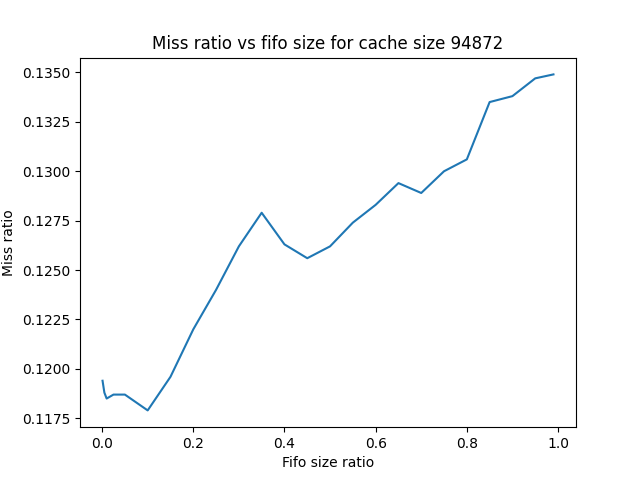 Miss ratio vs fifo size for cache size 94872
0.1350
0.1325
0.1300
0.1275
0.1250
0.1225
0.1200
0.1175
Miss ratio
0.0 0.2 0.4 0.6 0.8 1.0
Fifo size ratio